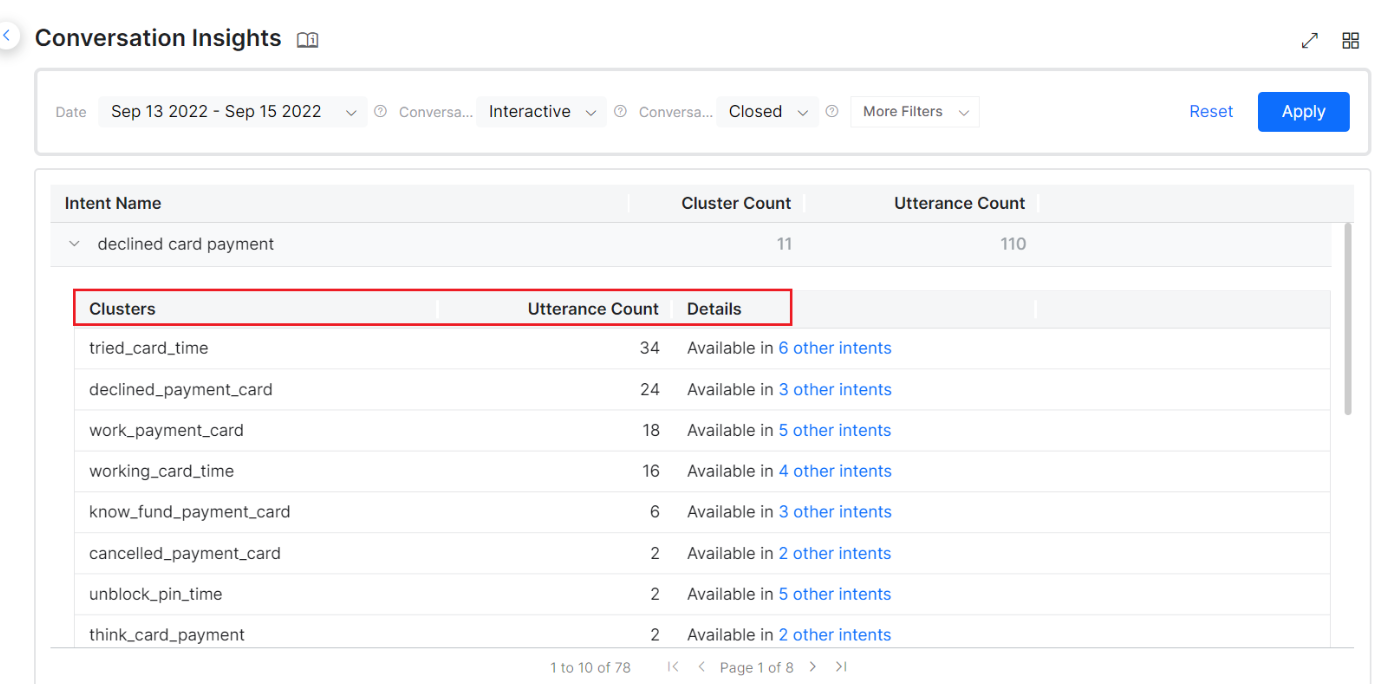 Conversation Insights
Date Sep 13 2022 - Sep 15 2022 Conversa... Interactive Conversa... Closed More Filters Reset Apply
Intent Name Cluster Count Utterance Count
declined card payment 11 110
Clusters Utterance Count Details
tried_card_time 34 Available in 6 other intents
declined_payment_card 24 Available in 3 other intents
work_payment_card 18 Available in 5 other intents
working_card_time 16 Available in 4 other intents
know_fund_payment_card 6 Available in 3 other intents
cancelled_payment_card 2 Available in 2 other intents
unblock_pin_time 2 Available in 5 other intents
think_card_payment 2 Available in 2 other intents
1 to 10 of 78 Page 1 of 8